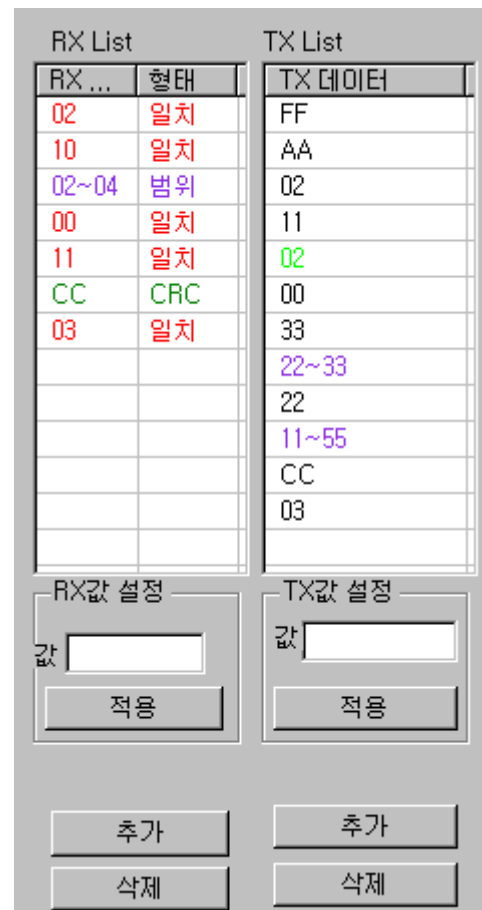 RX List TX List
RX ... 형태 TX 데이터
02 일치 FF
10 일치 AA
02~04 범위 02
00 일치 11
11 일치 02
CC CRC 00
03 일치 33
22~33
22
11~55
CC
03
RX값 설정 TX값 설정
값 값
적용 적용
추가 추가
삭제 삭제